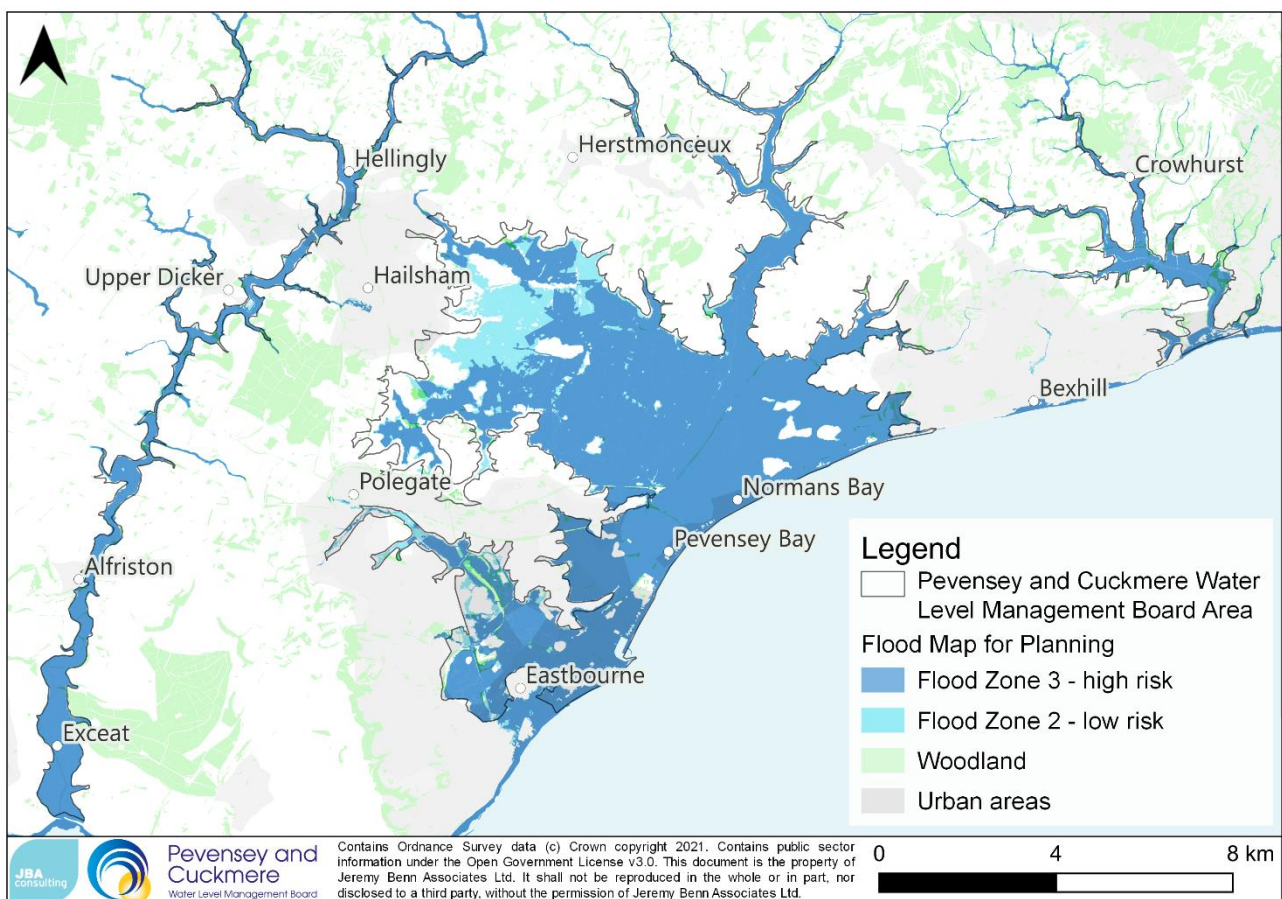 Hellingly
Herstmonceux
Crowhurst
Upper Dicker
Hailsham
Bexhill
Polegate
Normans Bay
Pevensey Bay
Alfriston
Eastbourne
Exceat
Legend
Pevensey and Cuckmere Water
Level Management Board Area
Flood Map for Planning
Flood Zone 3 - high risk
Flood Zone 2 - low risk
Woodland
Urban areas
JBA
consulting
Pevensey and
Cuckmere
Water Level Management Board
Contains Ordnance Survey data (c) Crown copyright 2021. Contains public sector
information under the Open Government License v3.0. This document is the property of
Jeremy Benn Associates Ltd. It shall not be reproduced in the whole or in part, nor
disclosed to a third party, without the permission of Jeremy Benn Associates Ltd.
0 4 8 km